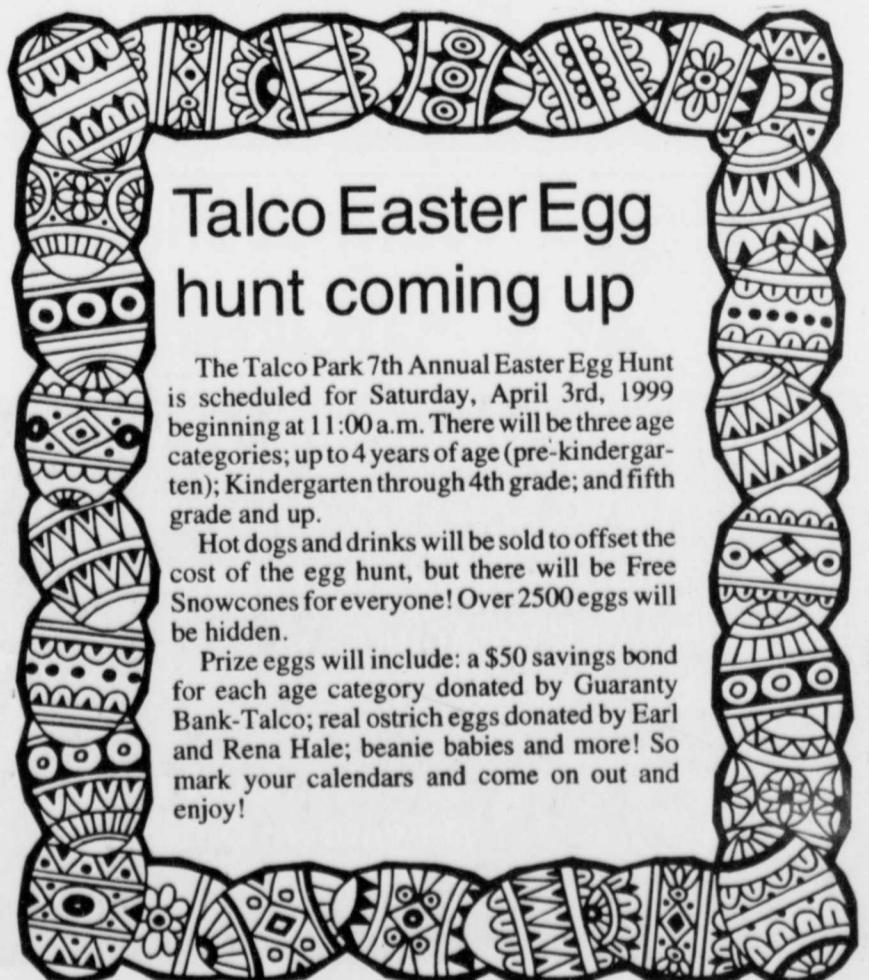 Talco Easter Egg
hunt coming up
The Talco Park 7th Annual Easter Egg Hunt
is scheduled for Saturday, April 3rd, 1999
beginning at 11:00 a.m. There will be three age
categories; up to 4 years of age (pre-kindergar-
ten); Kindergarten through 4th grade; and fifth
grade and up.
Hot dogs and drinks will be sold to offset the
cost of the egg hunt, but there will be Free
Snowcones for everyone! Over 2500 eggs will
be hidden.
Prize eggs will include: a $50 savings bond
for each age category donated by Guaranty
Bank-Talco; real ostrich eggs donated by Earl
and Rena Hale; beanie babies and more! So
mark your calendars and come on out and
enjoy!